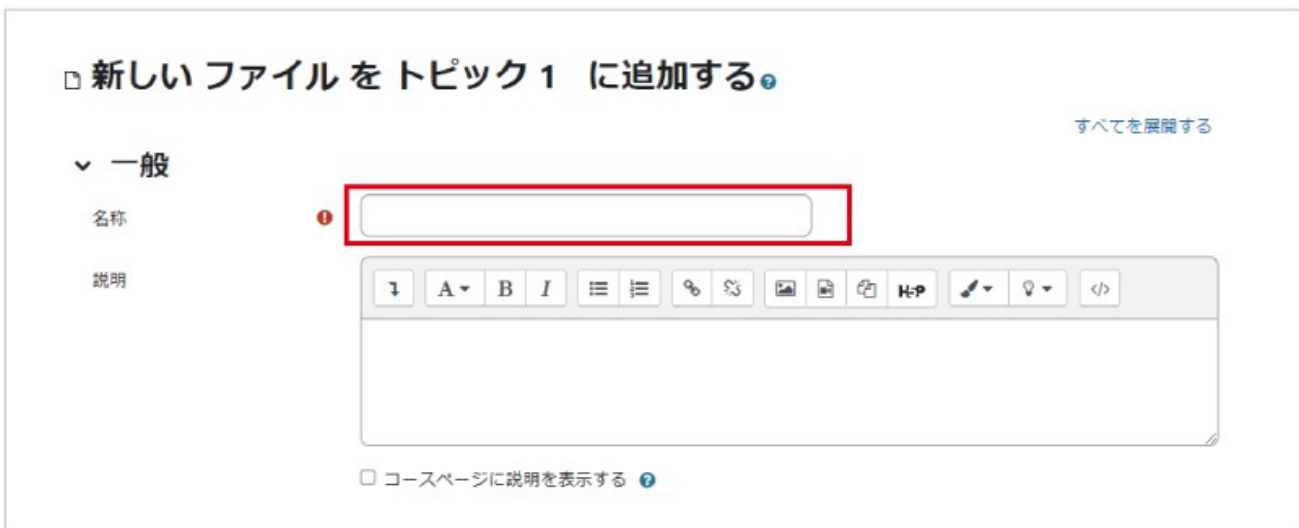 新しい ファイル を トピック 1 に追加する
すべてを展開する
一般
名称
説明
A B I H-P </>
コースページに説明を表示する